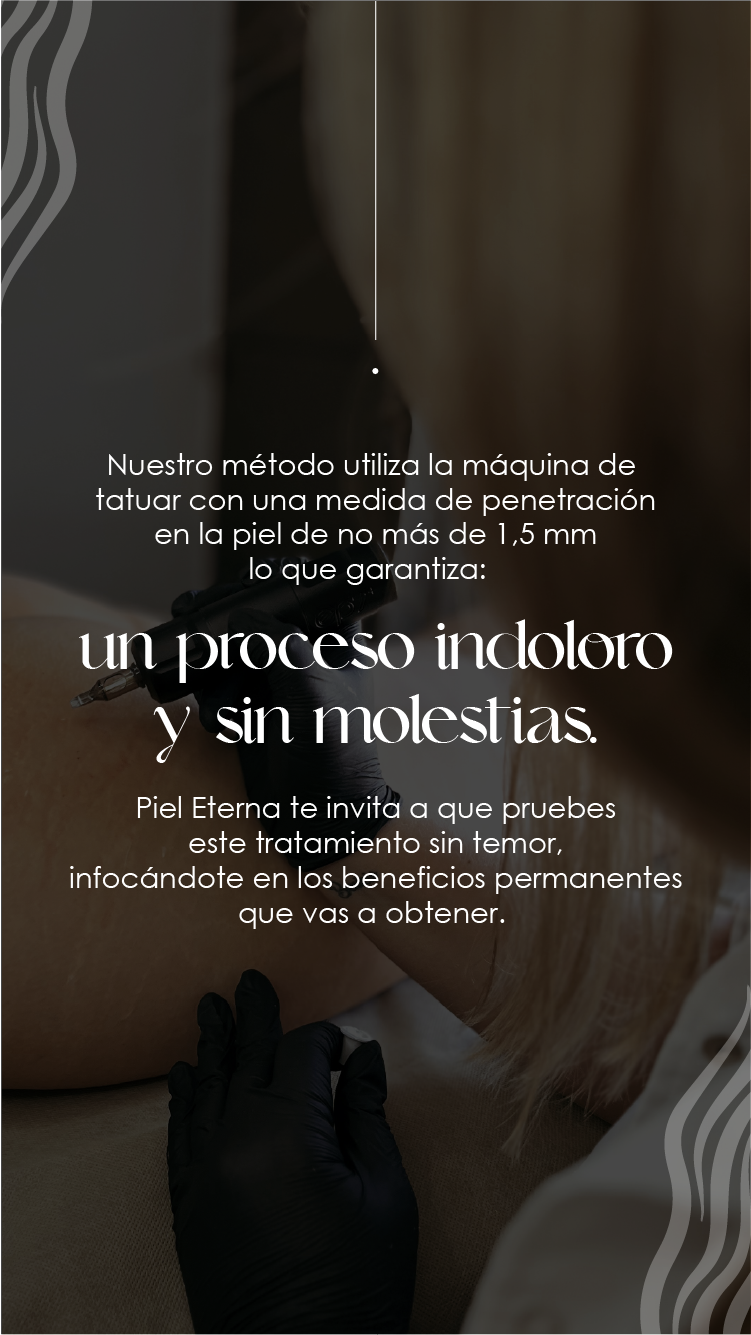 Nuestro método utiliza la máquina de
tatuar con una medida de penetración
en la piel de no más de 1,5 mm
lo que garantiza:
un proceso indoloro
y sin molestias.
Piel Eterna te invita a que pruebes
este tratamiento sin temor,
infocándote en los beneficios permanentes
que vas a obtener.